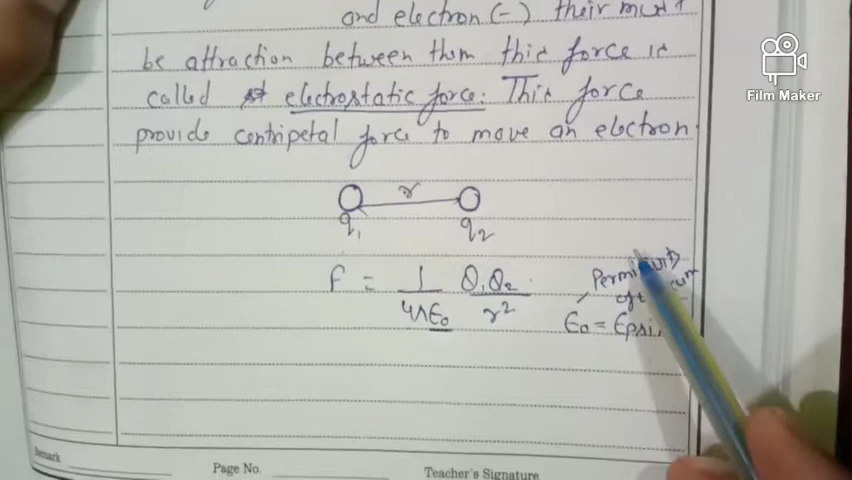 and electron (-) their must
be attraction between them this force is
called electrostatic force. This force
provide centripetal force to move an electron
r
q1 q2
F = 1/4πε0 Q1Q2/r²
ε0 =
Remark
Page No.
Teacher's Signature
Film Maker